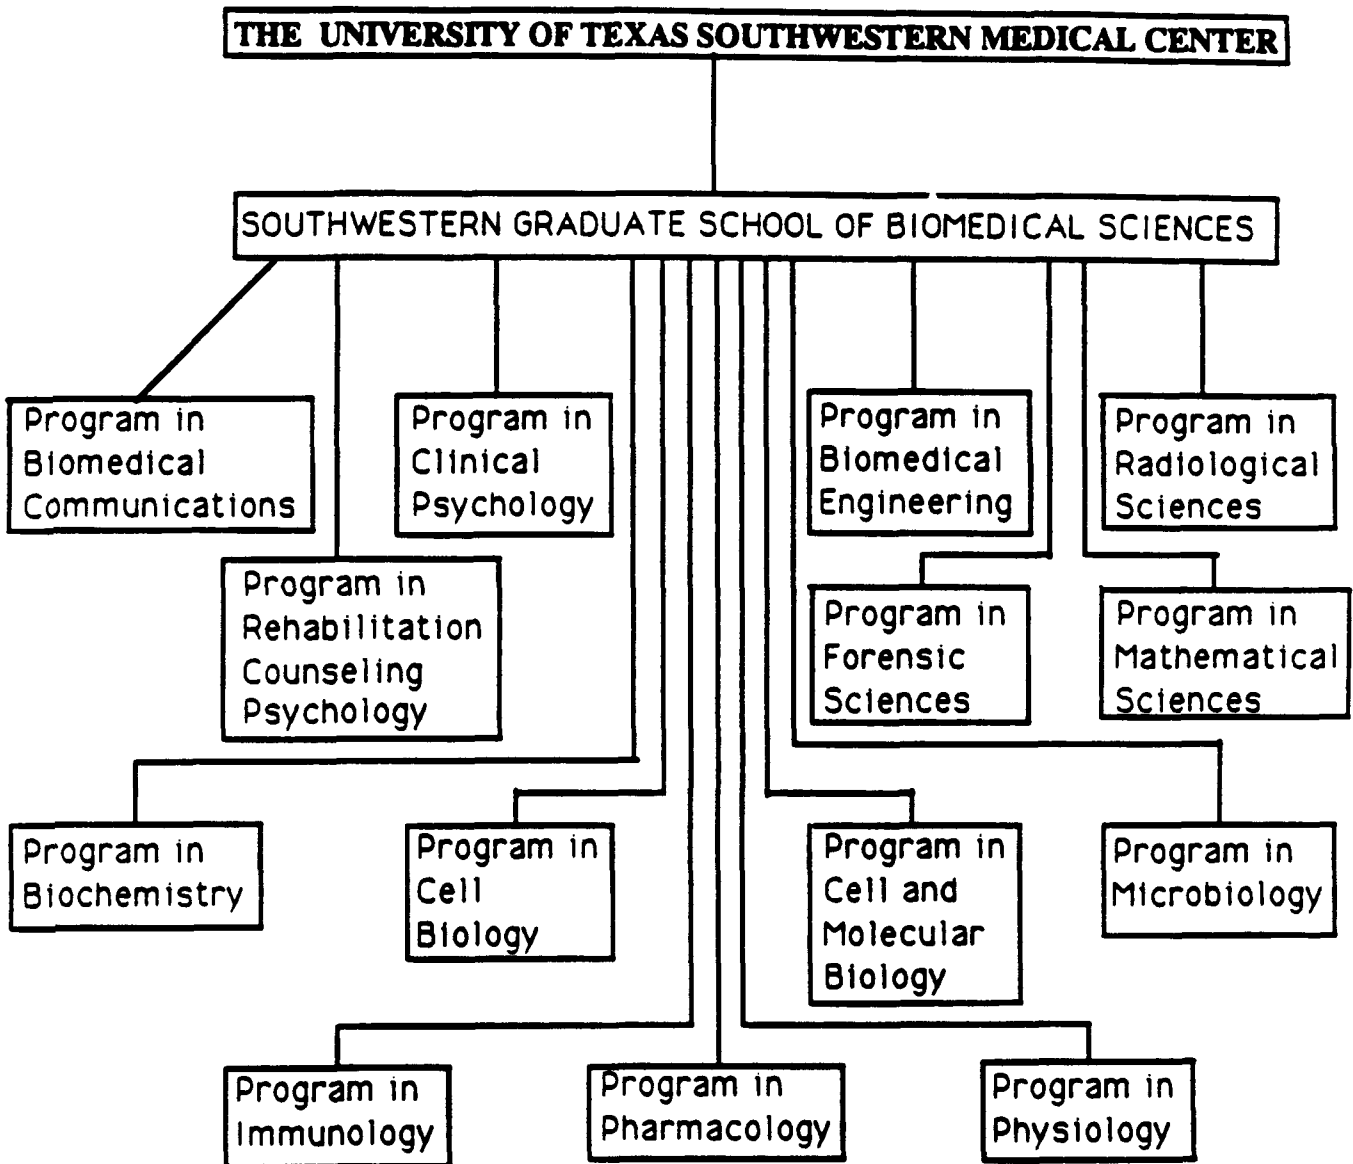 THE UNIVERSITY OF TEXAS SOUTHWESTERN MEDICAL CENTER
SOUTHWESTERN GRADUATE SCHOOL OF BIOMEDICAL SCIENCES
Program in
Biomedical
Communications
Program in
Clinical
Psychology
Program in
Biomedical
Engineering
Program in
Radiological
Sciences
Program in
Rehabilitation
Counseling
Psychology
Program in
Forensic
Sciences
Program in
Mathematical
Sciences
Program in
Biochemistry
Program in
Cell
Biology
Program in
Cell and
Molecular
Biology
Program in
Microbiology
Program in
Immunology
Program in
Pharmacology
Program in
Physiology